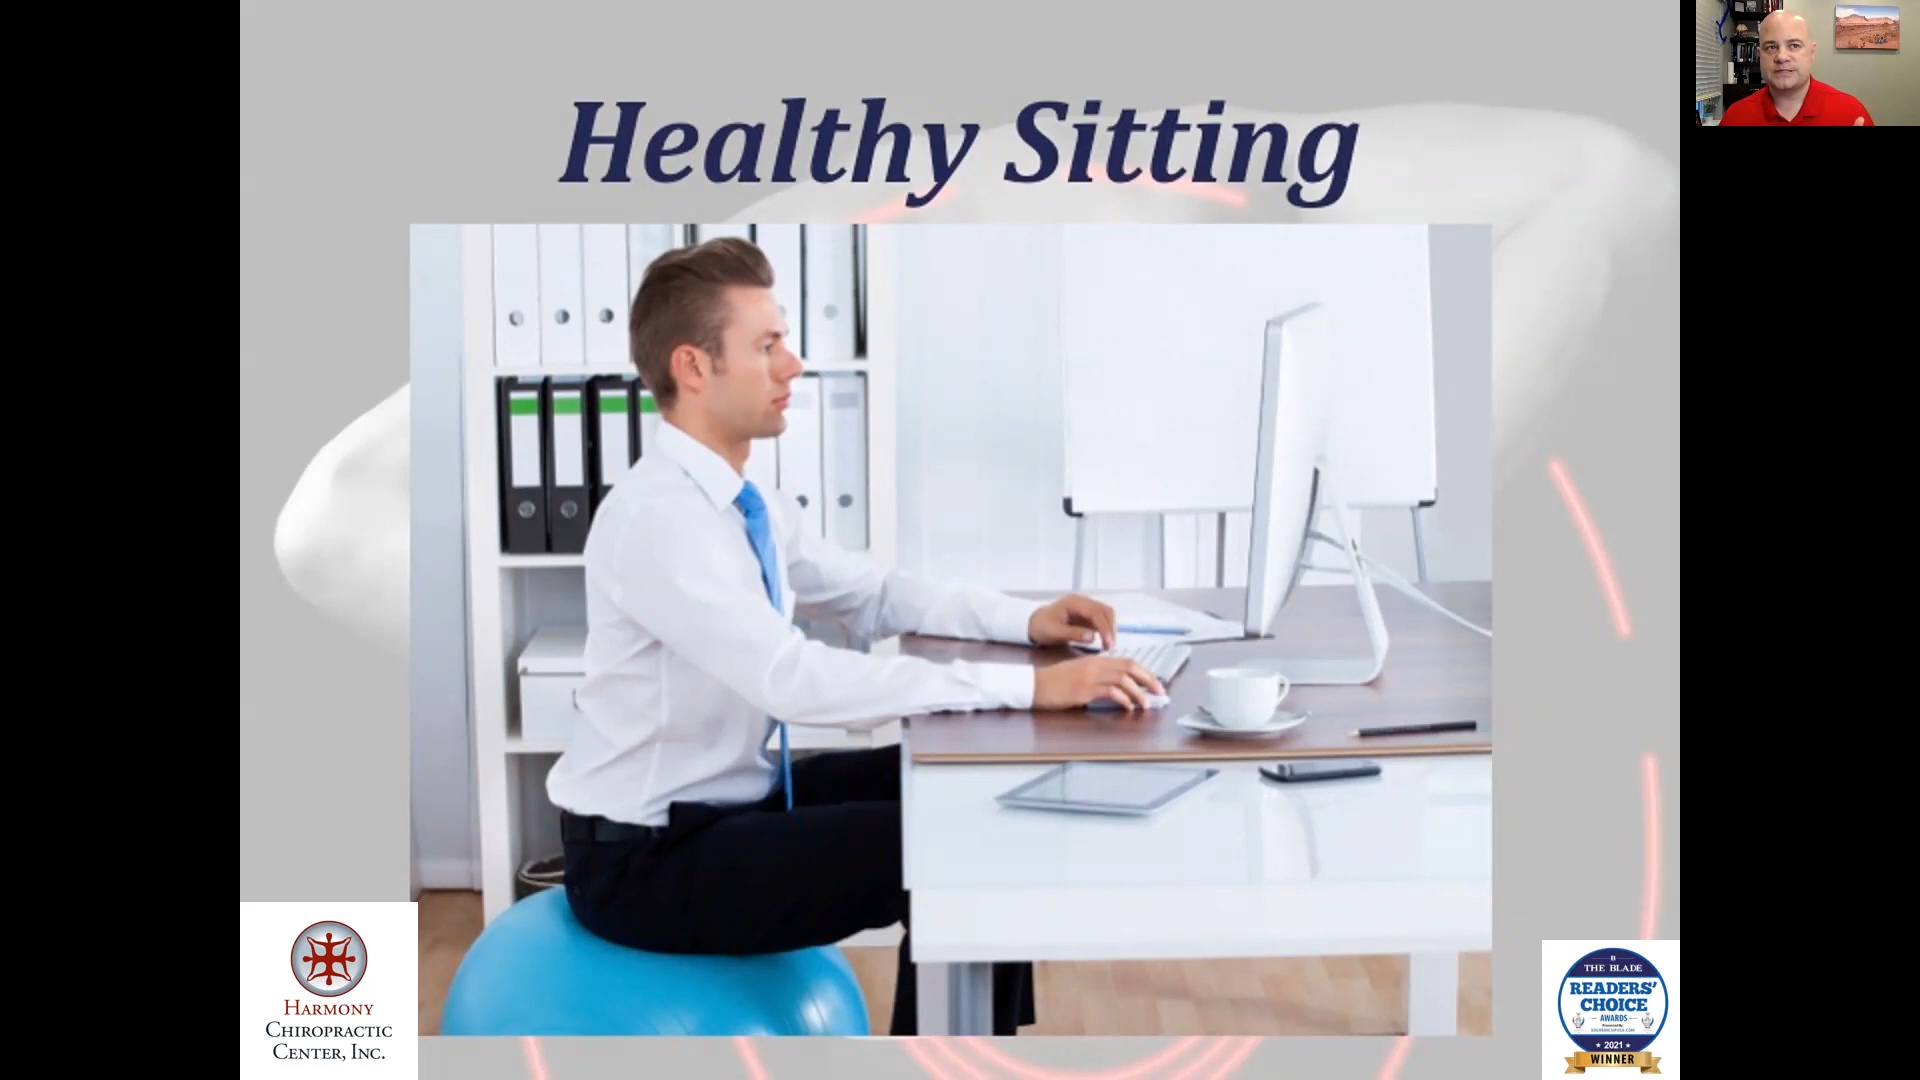 Healthy Sitting
HARMONY
CHIROPRACTIC
CENTER, INC.
B
THE BLADE
READERS'
CHOICE
AWARDS
2021
WINNER